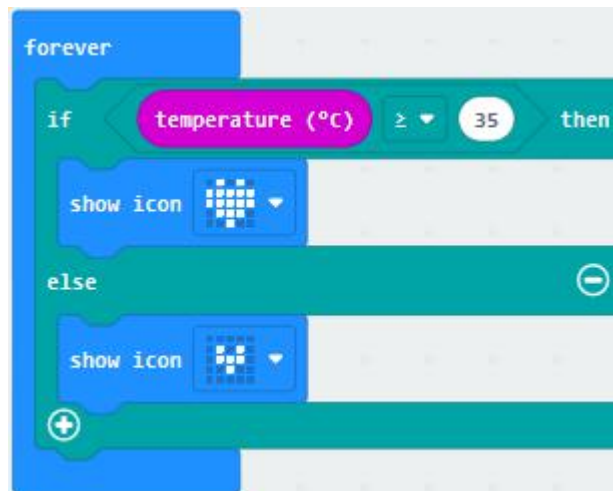 forever
if temperature (°C) ≥ 35 then
show icon
else
show icon